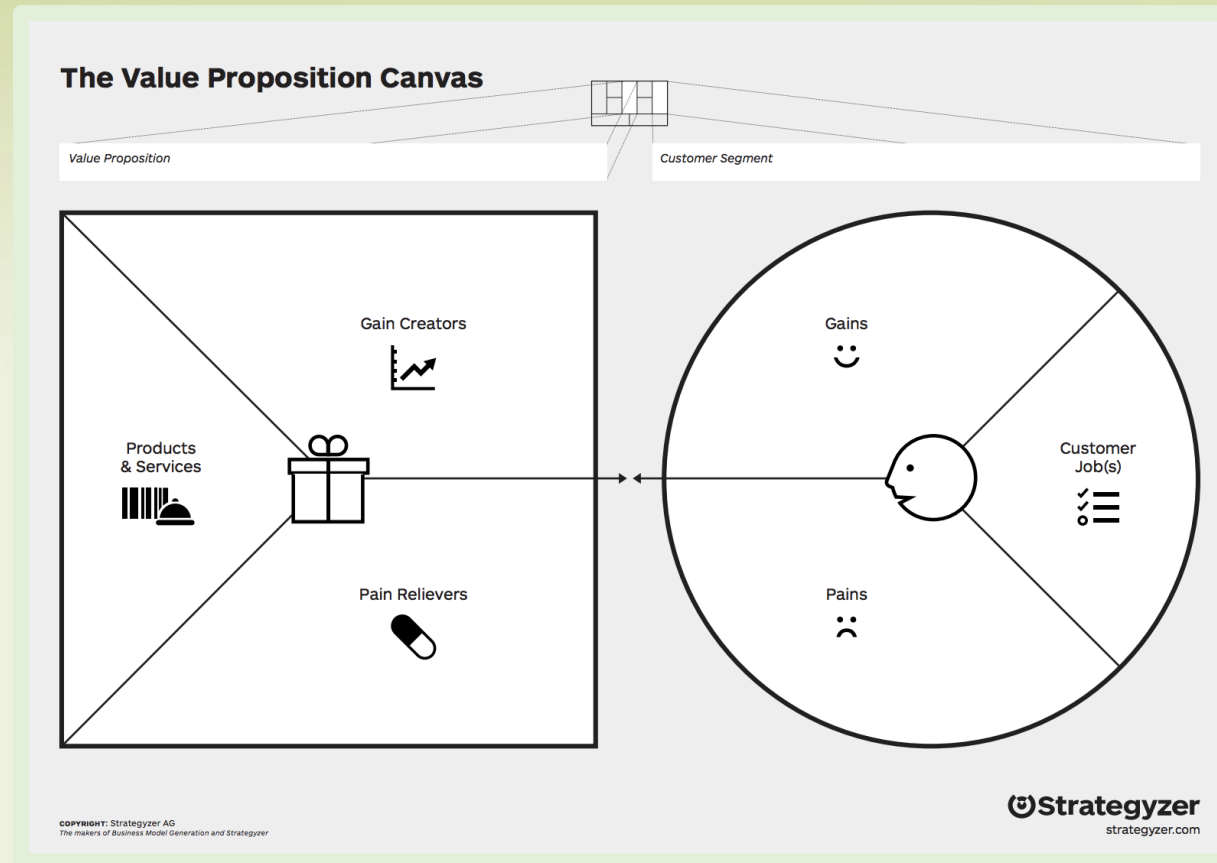 The Value Proposition Canvas
Value Proposition
Customer Segment
Gain Creators
Gains
Products
& Services
Customer
Job(s)
Pain Relievers
Pains
COPYRIGHT: Strategyzer AG
The makers of Business Model Generation and Strategyzer
Strategyzer
strategyzer.com